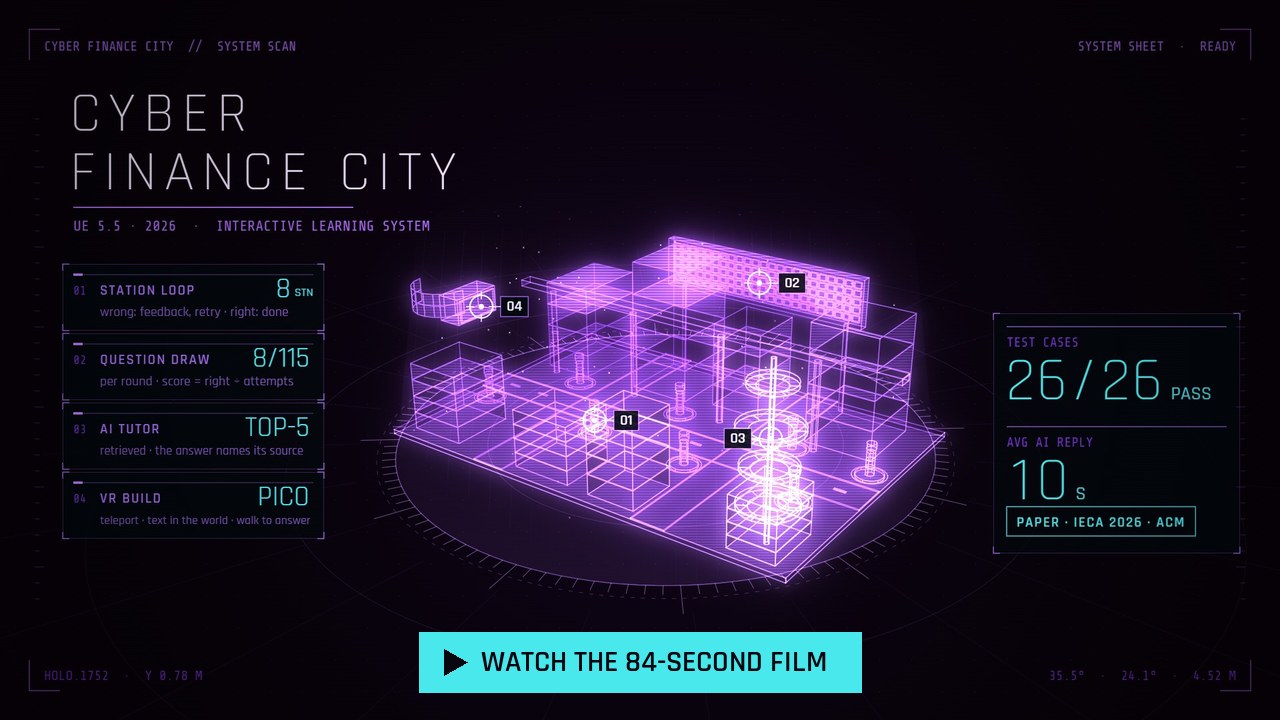 CYBER FINANCE CITY // SYSTEM SCAN
SYSTEM SHEET · READY
CYBER
FINANCE CITY
UE 5.5 · 2026 · INTERACTIVE LEARNING SYSTEM
01 STATION LOOP 8 STN
wrong: feedback, retry · right: done
02 QUESTION DRAW 8/115
per round · score = right ÷ attempts
03 AI TUTOR TOP-5
retrieved · the answer names its source
04 VR BUILD PICO
teleport · text in the world · walk to answer
04
02
01
03
TEST CASES
26/26 PASS
AVG AI REPLY
10 S
PAPER · IECA 2026 · ACM
WATCH THE 84-SECOND FILM
HOLO.1752 · Y 0.78 M
35.5° · 24.1° · 4.52 M